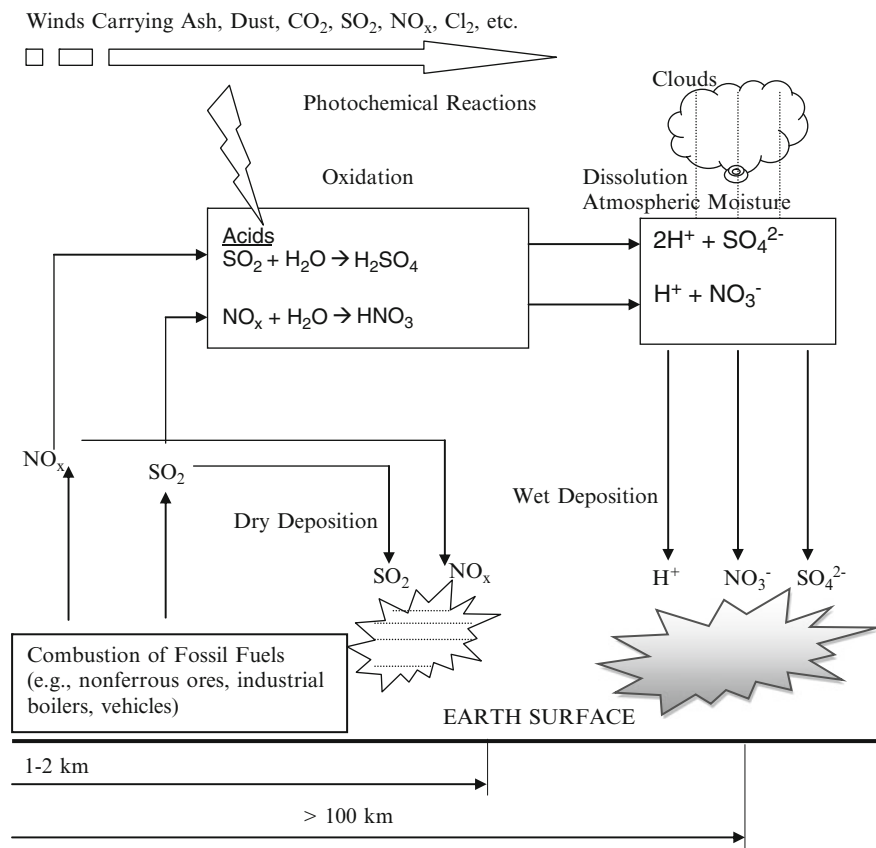 Winds Carrying Ash, Dust, CO₂, SO₂, NOₓ, Cl₂, etc.
Photochemical Reactions
Clouds
Oxidation
Dissolution
Atmospheric Moisture
Acids
SO₂ + H₂O → H₂SO₄
NOₓ + H₂O → HNO₃
2H⁺ + SO₄²⁻
H⁺ + NO₃⁻
NOₓ
SO₂
Dry Deposition
Wet Deposition
SO₂
NOₓ
H⁺
NO₃⁻
SO₄²⁻
Combustion of Fossil Fuels
(e.g., nonferrous ores, industrial
boilers, vehicles)
EARTH SURFACE
1-2 km
> 100 km